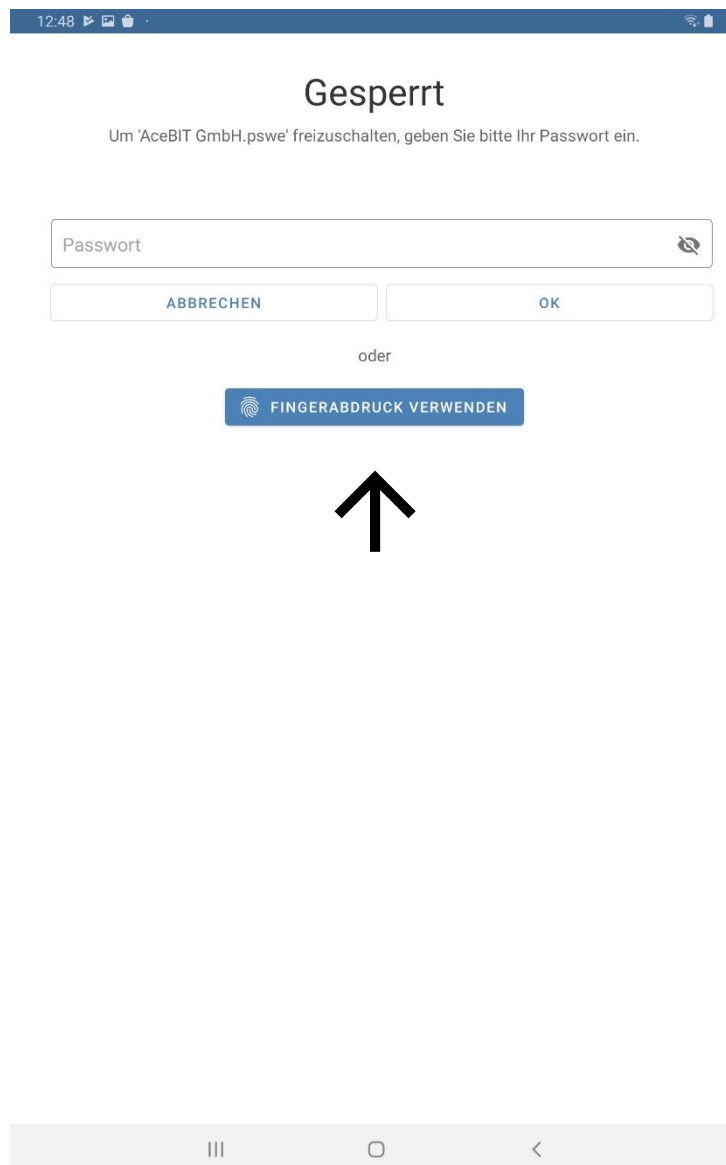 12:48
Gesperrt
Um 'AceBIT GmbH.pswe' freizuschalten, geben Sie bitte Ihr Passwort ein.
Passwort
ABBRECHEN
OK
oder
FINGERABDRUCK VERWENDEN